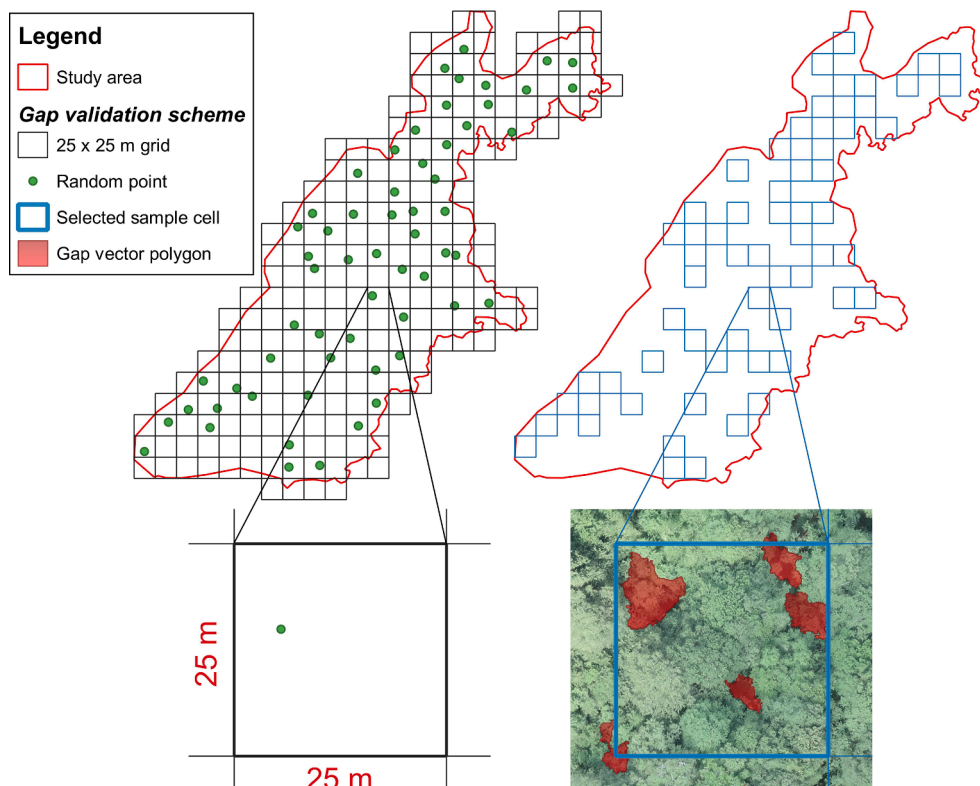 Legend
Study area
Gap validation scheme
25 x 25 m grid
Random point
Selected sample cell
Gap vector polygon
25 m
25 m